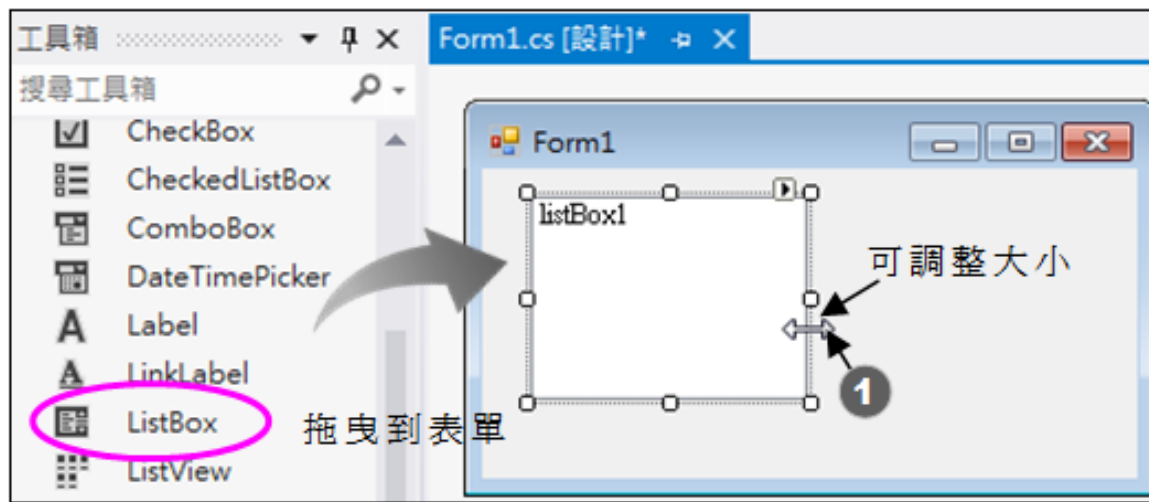 工具箱
Form1.cs [設計]*
搜尋工具箱
CheckBox
CheckedListBox
ComboBox
DateTimePicker
Label
LinkLabel
ListBox
ListView
拖曳到表單
Form1
listBox1
可調整大小
1